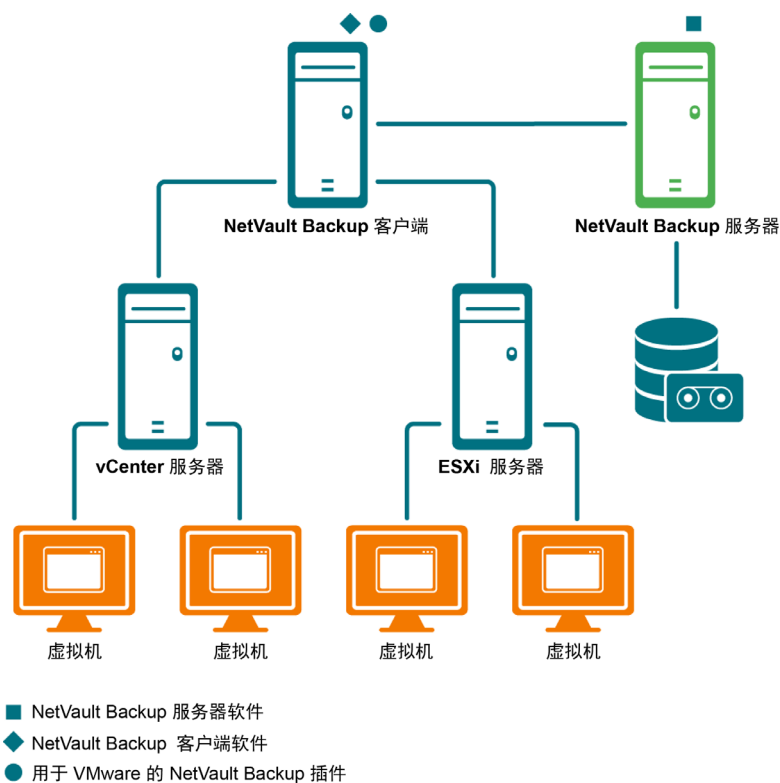 NetVault Backup 客户端
NetVault Backup 服务器
vCenter 服务器
ESXi 服务器
虚拟机
虚拟机
虚拟机
虚拟机
NetVault Backup 服务器软件
NetVault Backup 客户端软件
用于 VMware 的 NetVault Backup 插件